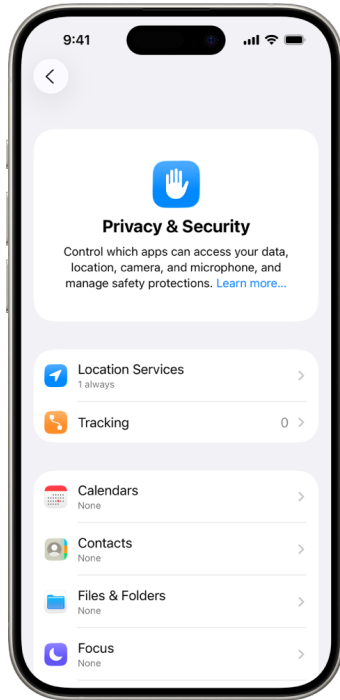 9:41
Privacy & Security
Control which apps can access your data,
location, camera, and microphone, and
manage safety protections. Learn more...
Location Services
1 always
Tracking
0
Calendars
None
Contacts
None
Files & Folders
None
Focus
None